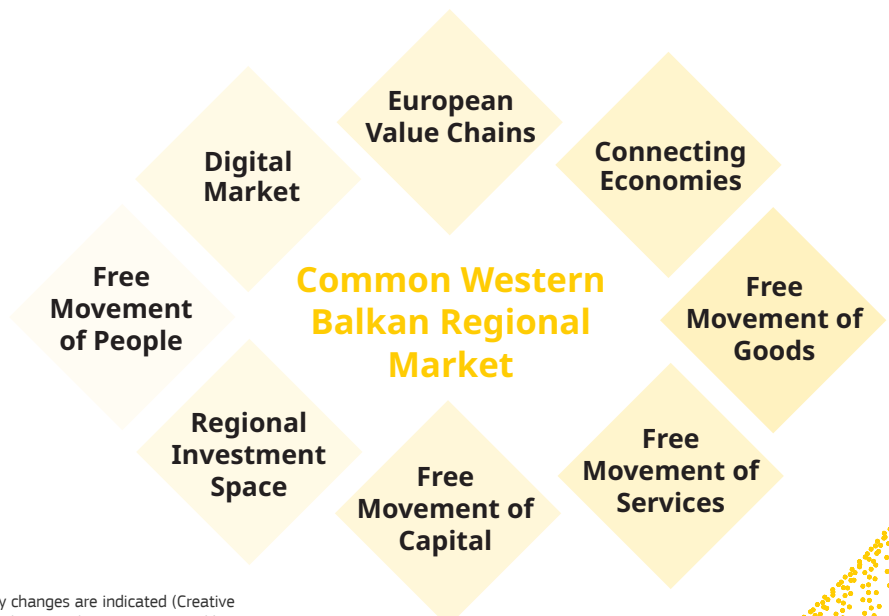 European
Value Chains
Connecting
Economies
Digital
Market
Free
Movement
of People
Common Western
Balkan Regional
Market
Free
Movement of
Goods
Regional
Investment
Space
Free
Movement of
Capital
Free
Movement of
Services
y changes are indicated (Creative